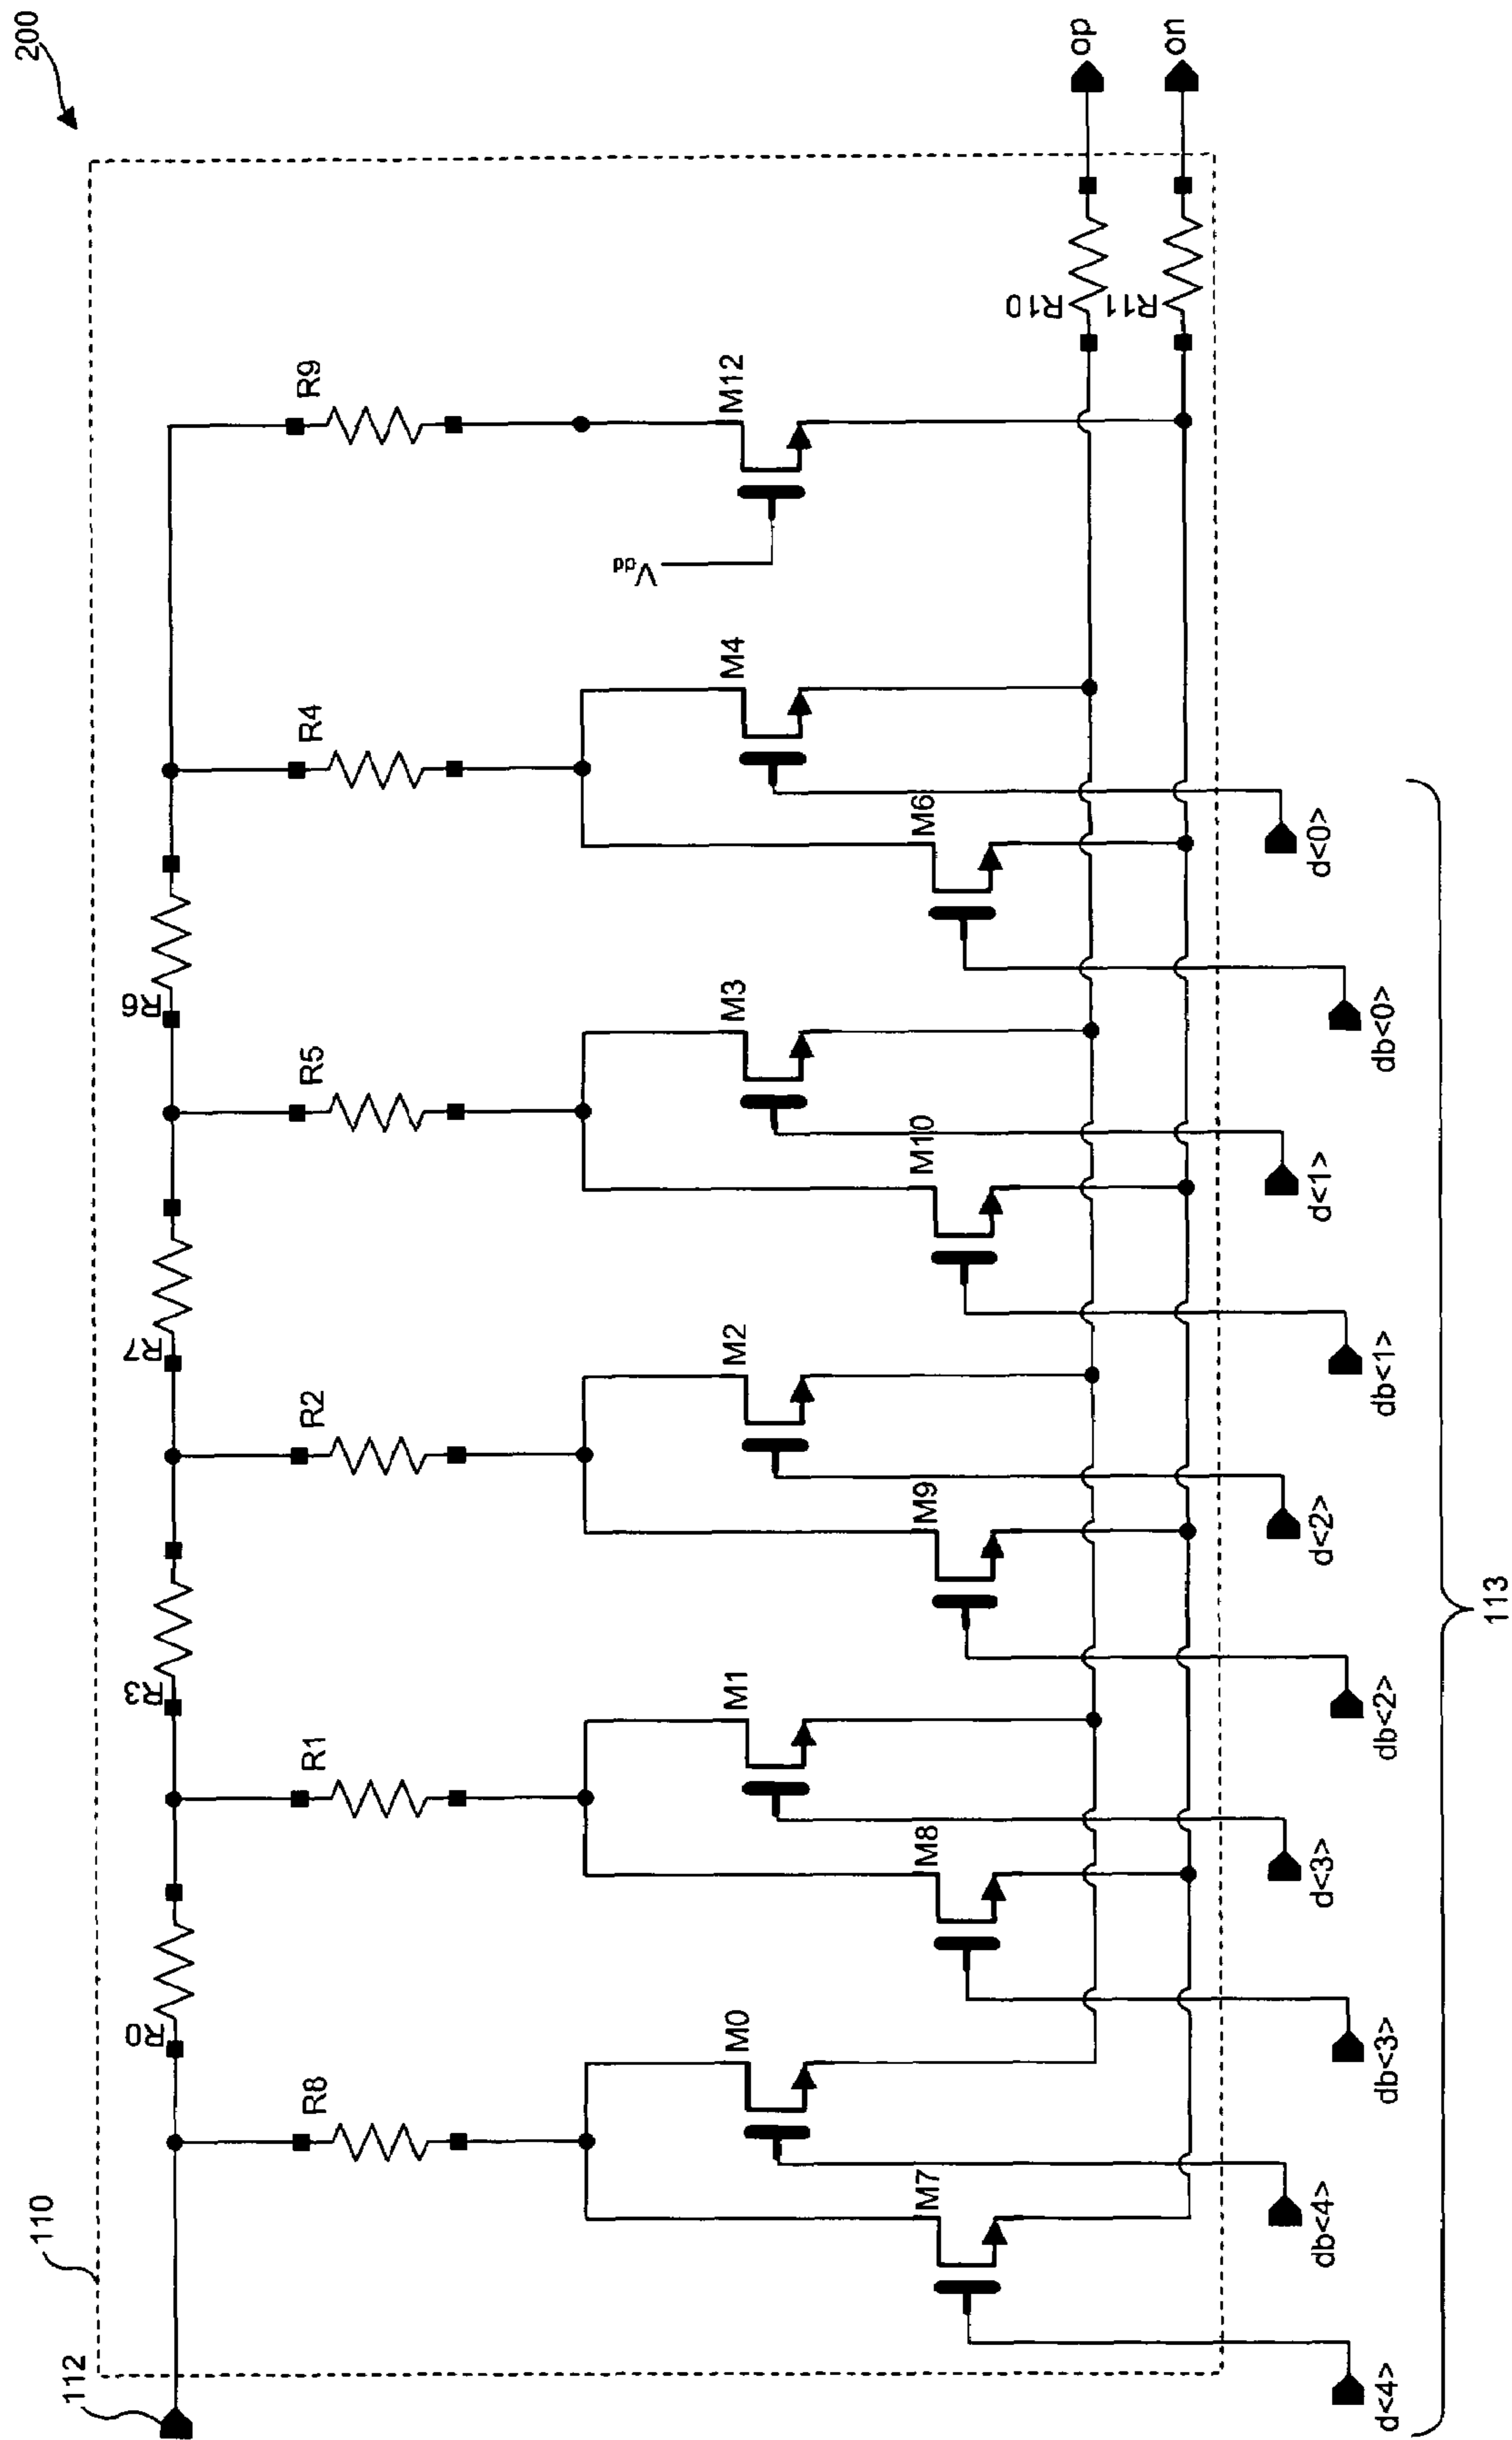 200
110
112
R0
R3
R7
R6
R8
R1
R2
R5
R4
R9
M0
M1
M2
M3
M4
M12
V_dd
M7
M8
M9
M10
M6
R10
R11
op
on
db<4>
d<3>
d<2>
d<1>
d<0>
d<4>
db<3>
db<2>
db<1>
db<0>
113